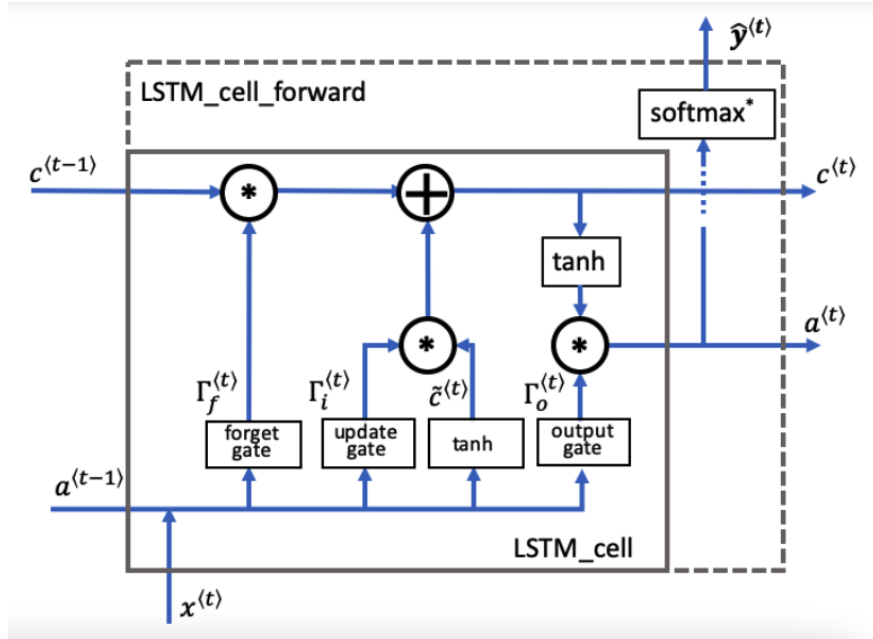 ŷ⟨t⟩
LSTM_cell_forward
softmax*
c⟨t-1⟩
*
+
c⟨t⟩
tanh
*
*
a⟨t⟩
Γf⟨t⟩
Γi⟨t⟩
c̃⟨t⟩
Γo⟨t⟩
forget
gate
update
gate
tanh
output
gate
a⟨t-1⟩
LSTM_cell
x⟨t⟩